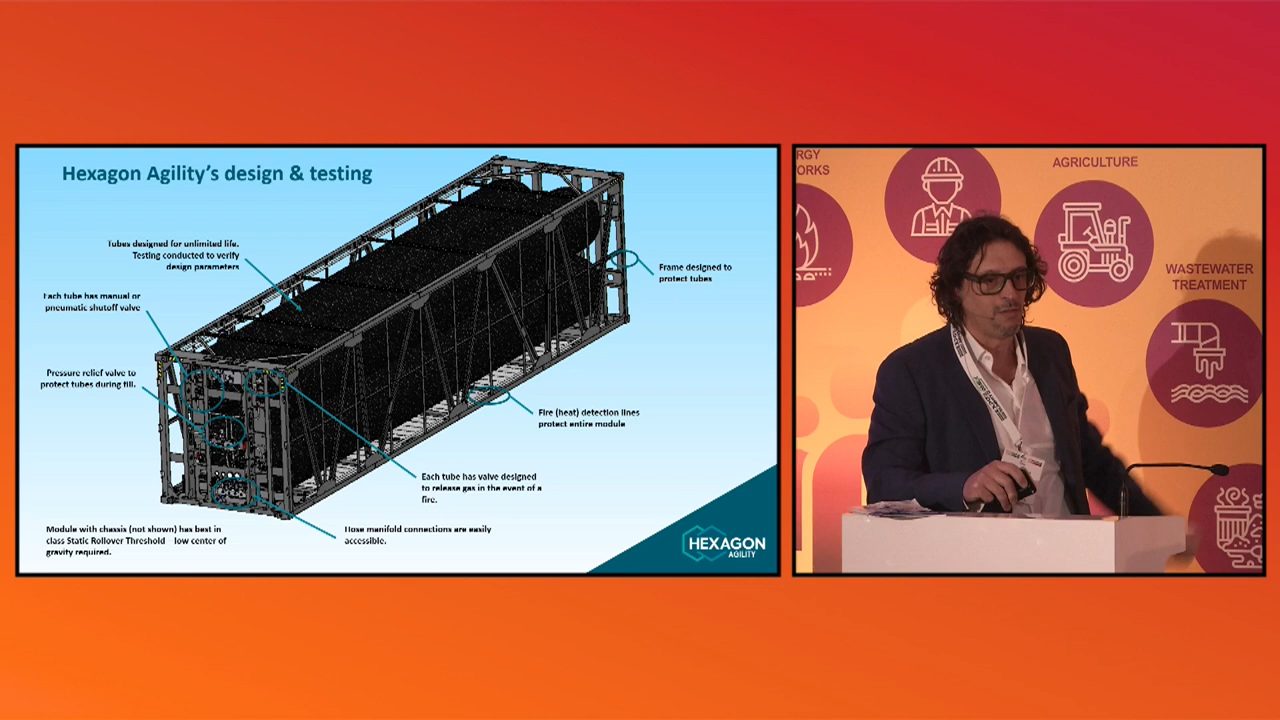 Hexagon Agility's design & testing
Tubes designed for unlimited life.
Testing conducted to verify
design parameters
Each tube has manual or
pneumatic shutoff valve
Pressure relief valve to
protect tubes during fill.
Frame designed to
protect tubes
Fire (heat) detection lines
protect entire module
Each tube has valve designed
to release gas in the event of a
fire.
Hose manifold connections are easily
accessible.
Module with chassis (not shown) has best in
class Static Rollover Threshold low center of
gravity required.
HEXAGON
AGILITY
RGY
ORKS
AGRICULTURE
WASTEWATER
TREATMENT